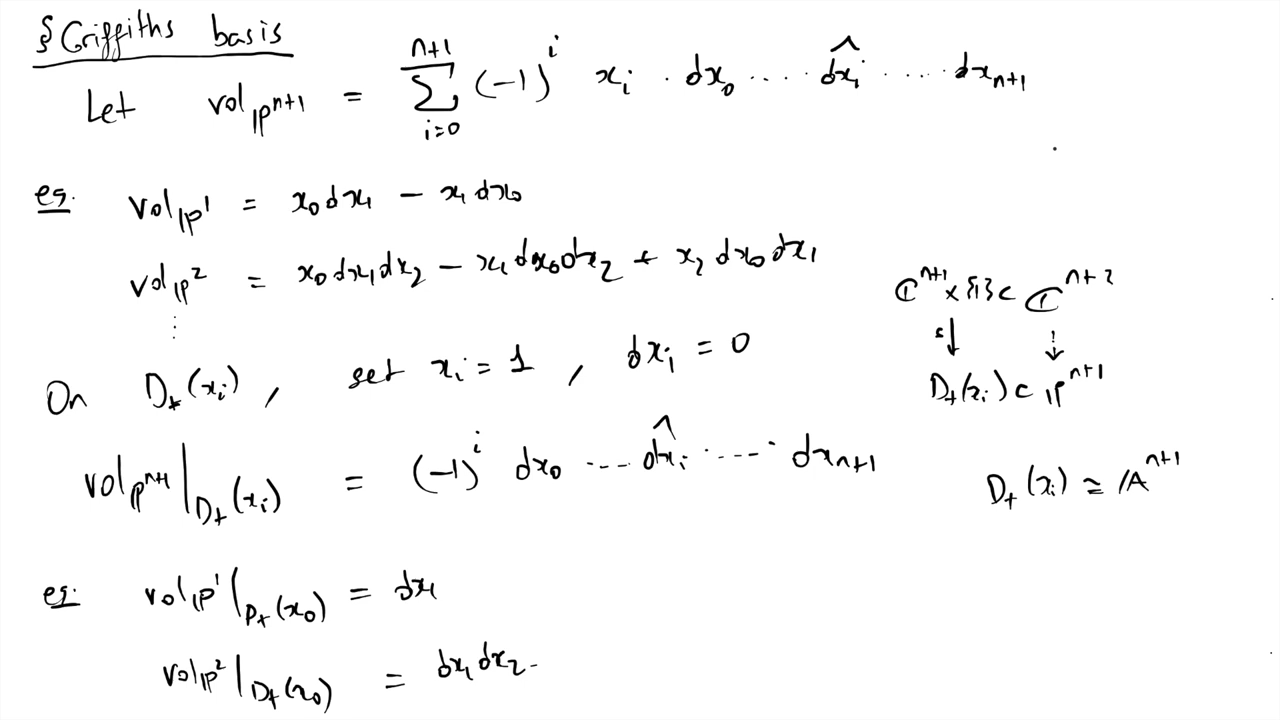 § Griffiths basis
Let vol_{ℙ^{n+1}} = \sum_{i=0}^{n+1} (-1)^i x_i · dx_0 ···· \widehat{dx_i} ····· dx_{n+1}
eg. Vol_{ℙ^1} = x_0 dx_1 - x_1 dx_0
vol_{ℙ^2} = x_0 dx_1 dx_2 - x_1 dx_0 dx_2 + x_2 dx_0 dx_1
⋮
ℂ^{n+1} × {1} ⊂ ℂ^{n+2}
≀↓ ⇣
D_+(x_i) ⊂ ℙ^{n+1}
On D_+(x_i), set x_i = 1, dx_i = 0
vol_{ℙ^{n+1}} |_{D_+(x_i)} = (-1)^i dx_0 ··· \widehat{dx_i} ····· dx_{n+1}
D_+(x_i) ≃ 𝔸^{n+1}
eg. vol_{ℙ^1} |_{D_+(x_0)} = dx_1
vol_{ℙ^2} |_{D_+(x_0)} = dx_1 dx_2 -